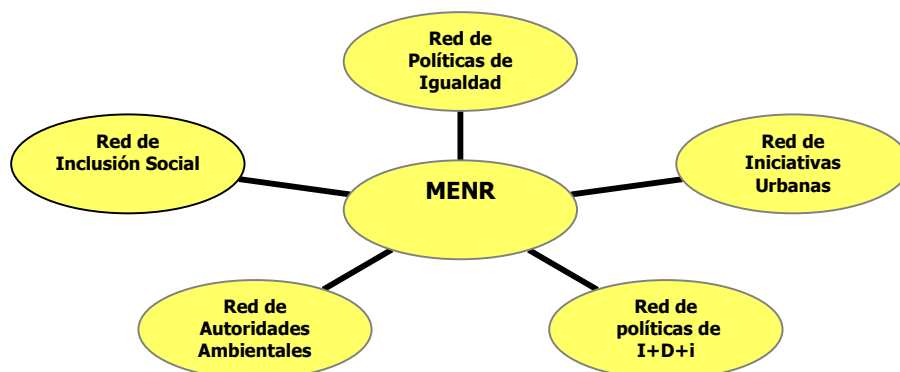 Red de
Políticas de
Igualdad
Red de
Inclusión Social
Red de
Iniciativas
Urbanas
MENR
Red de
Autoridades
Ambientales
Red de
políticas de
I+D+i